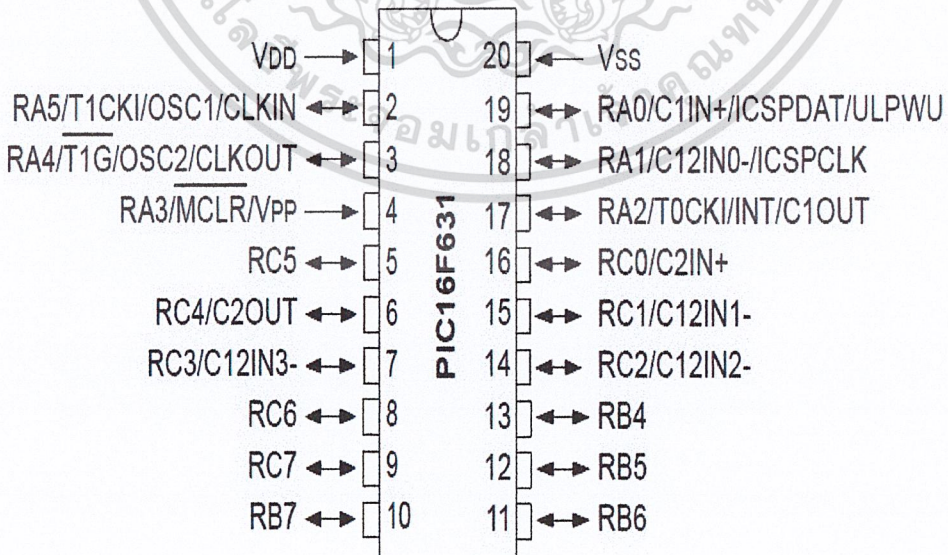 VDD 1 20 VSS
RA5/T1CKI/OSC1/CLKIN 2 19 RA0/C1IN+/ICSPDAT/ULPWU
RA4/T1G/OSC2/CLKOUT 3 18 RA1/C12IN0-/ICSPCLK
RA3/MCLR/VPP 4 17 RA2/T0CKI/INT/C1OUT
RC5 5 16 RC0/C2IN+
RC4/C2OUT 6 15 RC1/C12IN1-
RC3/C12IN3- 7 14 RC2/C12IN2-
RC6 8 13 RB4
RC7 9 12 RB5
RB7 10 11 RB6
PIC16F631